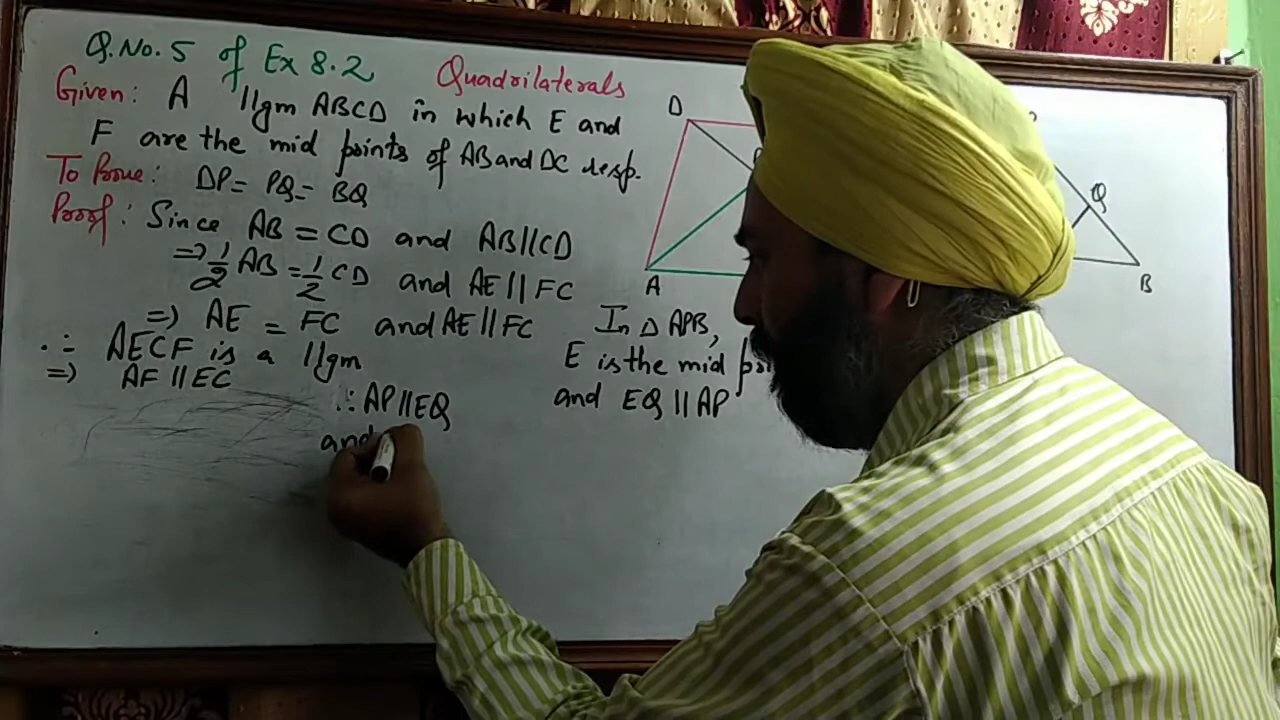 Q.No. 5 of Ex 8.2
Quadrilaterals
Given: A ||gm ABCD in which E and
F are the mid points of AB and DC resp.
To Prove: DP = PQ = BQ
Proof: Since AB = CD and AB||CD
=> 1/2 AB = 1/2 CD and AE || FC
=> AE = FC and AE || FC
∴ AECF is a ||gm
=> AF || EC
∴ AP||EQ
and
In △ APB,
E is the mid
and EQ || AP
D
A
Q
B